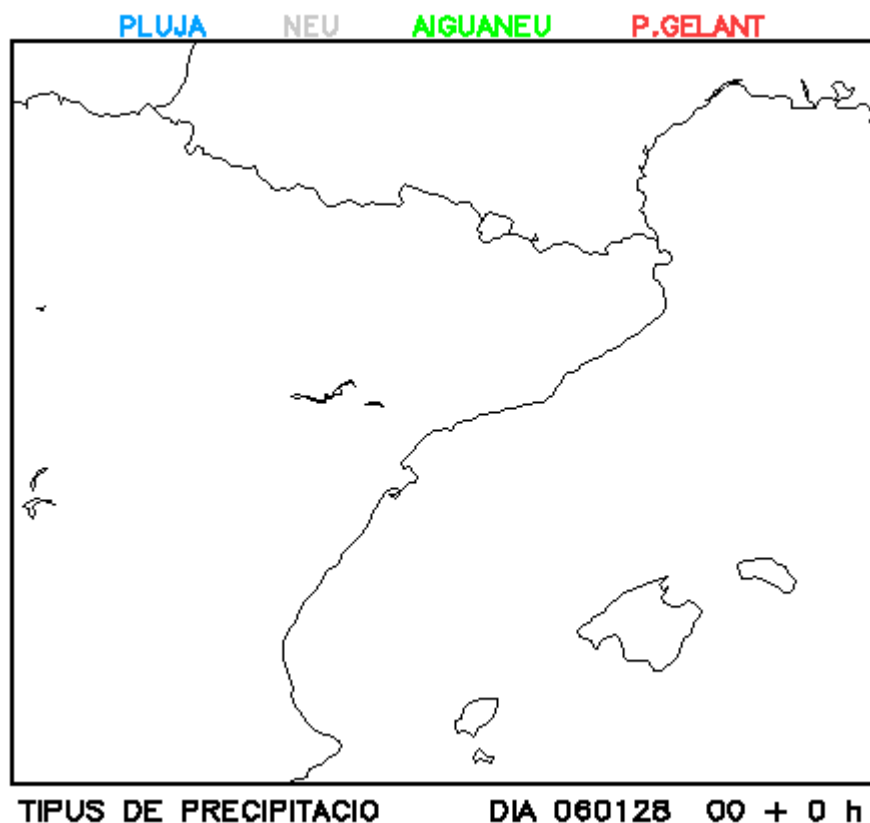 PLUJA NEU AIGUANEU P.GELANT
TIPUS DE PRECIPITACIO DIA 060128 00 + 0 h